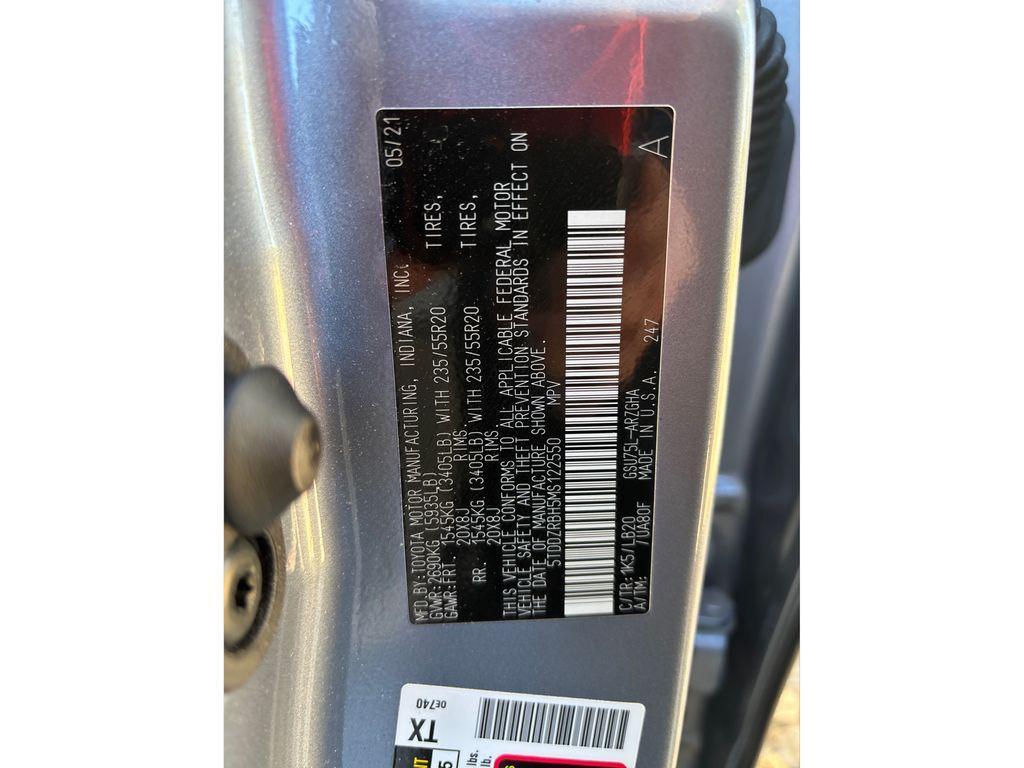 MFD BY:TOYOTA MOTOR MANUFACTURING, INDIANA, INC. 05/21
GVWR:2690KG (5935LB)
GAWR:FRT. 1545KG (3405LB) WITH 235/55R20 TIRES,
20X8J RIMS
RR. 1545KG (3405LB) WITH 235/55R20 TIRES,
20X8J RIMS
THIS VEHICLE CONFORMS TO ALL APPLICABLE FEDERAL MOTOR
VEHICLE SAFETY AND THEFT PREVENTION STANDARDS IN EFFECT ON
THE DATE OF MANUFACTURE SHOWN ABOVE.
5TDDZRBH5MS122550 MPV
C/TR:1K5/LB20 GSU75L-ARZGHA 247 A
A/TM: /UA80F MADE IN U.S.A.
0E740
TX
lbs.
lb.